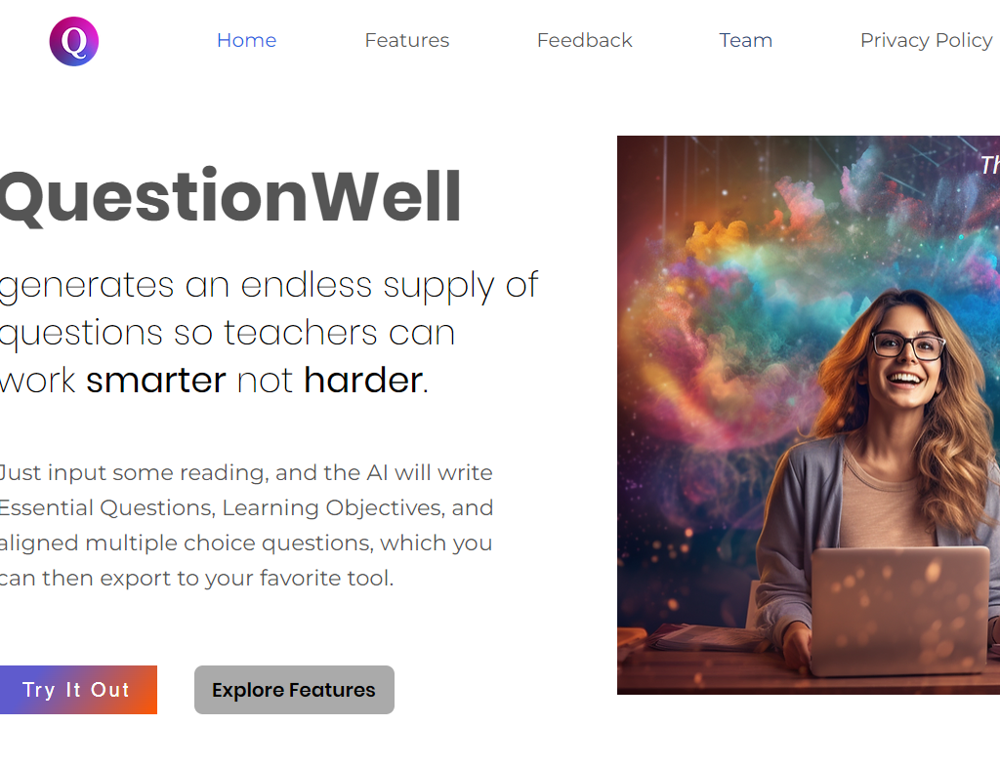 Q
Home Features Feedback Team Privacy Policy
QuestionWell
generates an endless supply of
questions so teachers can
work smarter not harder.
Just input some reading, and the AI will write
Essential Questions, Learning Objectives, and
aligned multiple choice questions, which you
can then export to your favorite tool.
Try It Out
Explore Features